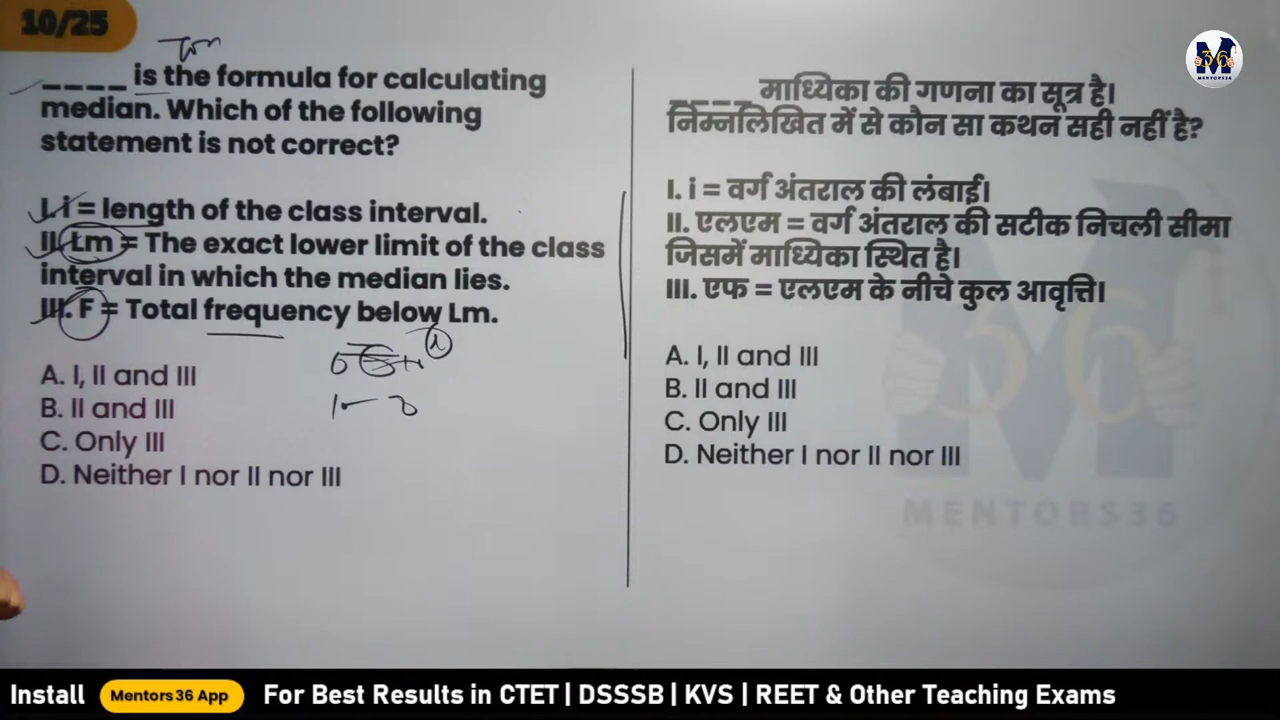 10/25
____ is the formula for calculating
median. Which of the following
statement is not correct?
I. i = length of the class interval.
II. Lm = The exact lower limit of the class
interval in which the median lies.
III. F = Total frequency below Lm.
A. I, II and III
B. II and III
C. Only III
D. Neither I nor II nor III
____ माध्यिका की गणना का सूत्र है।
निम्नलिखित में से कौन सा कथन सही नहीं है?
I. i = वर्ग अंतराल की लंबाई।
II. एलएम = वर्ग अंतराल की सटीक निचली सीमा
जिसमें माध्यिका स्थित है।
III. एफ = एलएम के नीचे कुल आवृत्ति।
A. I, II and III
B. II and III
C. Only III
D. Neither I nor II nor III
M
36
MENTORS36
36
MENTORS36
Install Mentors36 App For Best Results in CTET | DSSSB | KVS | REET & Other Teaching Exams